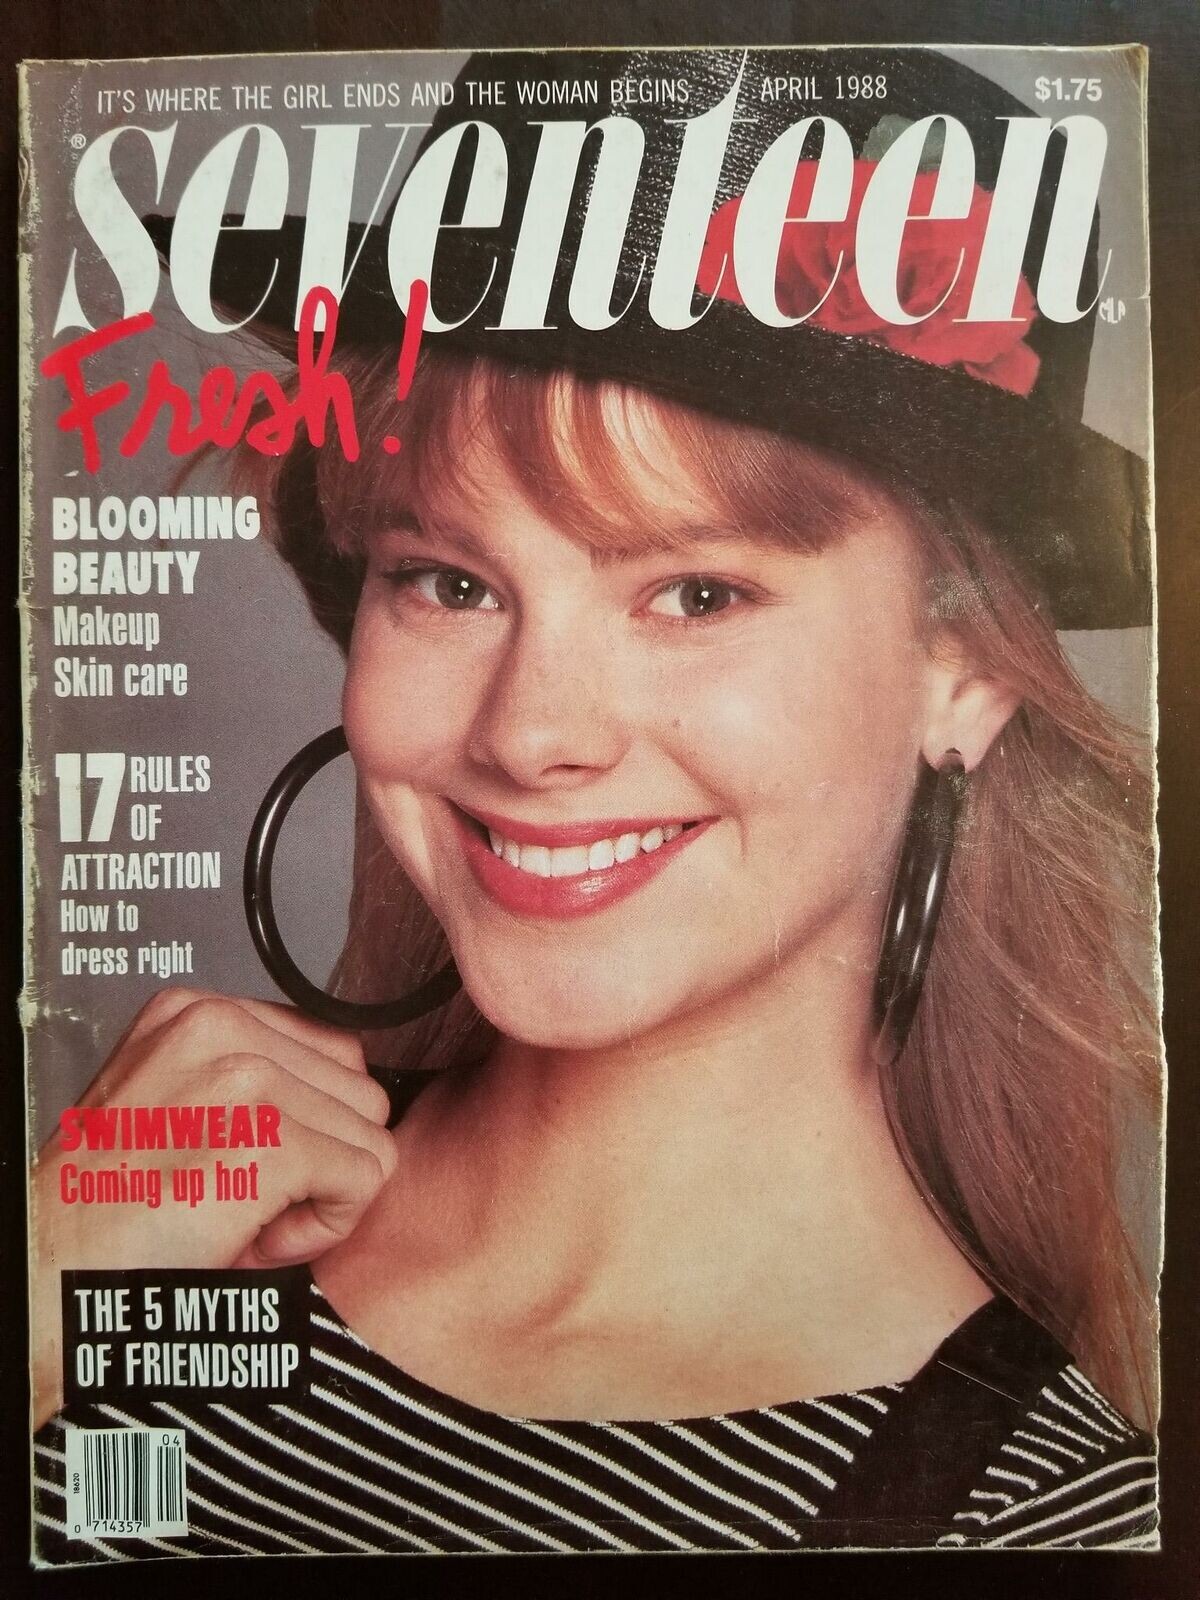 IT'S WHERE THE GIRL ENDS AND THE WOMAN BEGINS APRIL 1988 $1.75
seventeen
®
Fresh!
BLOOMING
BEAUTY
Makeup
Skin care
17 RULES
OF
ATTRACTION
How to
dress right
SWIMWEAR
Coming up hot
THE 5 MYTHS
OF FRIENDSHIP
04
18620
0 714357